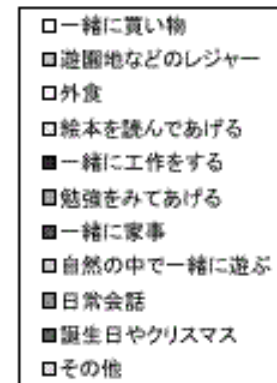 一緒に買い物
遊園地などのレジャー
外食
絵本を読んであげる
一緒に工作をする
勉強をみてあげる
一緒に家事
自然の中で一緒に遊ぶ
日常会話
誕生日やクリスマス
その他